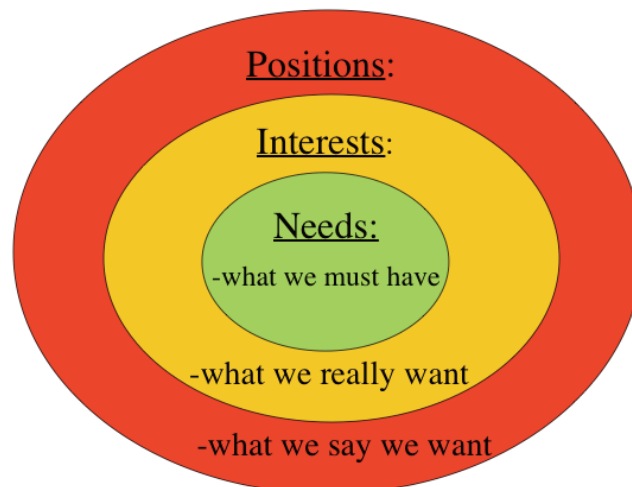 Positions:
Interests:
Needs:
-what we must have
-what we really want
-what we say we want